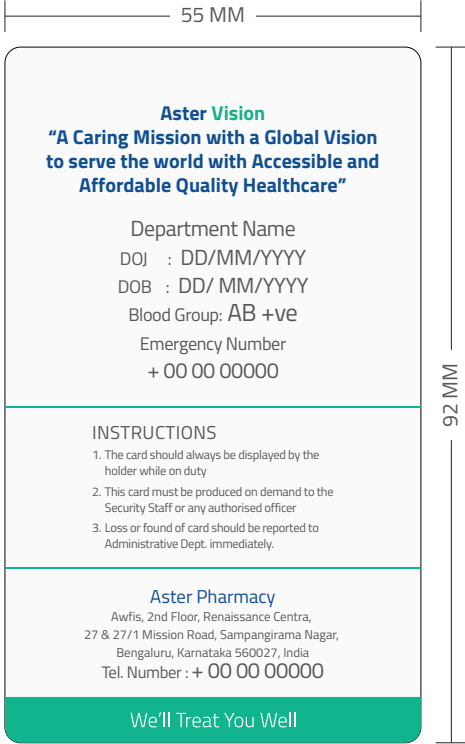 55 MM
Aster Vision
“A Caring Mission with a Global Vision
to serve the world with Accessible and
Affordable Quality Healthcare”
Department Name
DOJ : DD/MM/YYYY
DOB : DD/ MM/YYYY
Blood Group: AB +ve
Emergency Number
+ 00 00 00000
92 MM
INSTRUCTIONS
1. The card should always be displayed by the
holder while on duty
2. This card must be produced on demand to the
Security Staff or any authorised officer
3. Loss or found of card should be reported to
Administrative Dept. immediately.
Aster Pharmacy
Awfis, 2nd Floor, Renaissance Centra,
27 & 27/1 Mission Road, Sampangirama Nagar,
Bengaluru, Karnataka 560027, India
Tel. Number : + 00 00 00000
We’ll Treat You Well